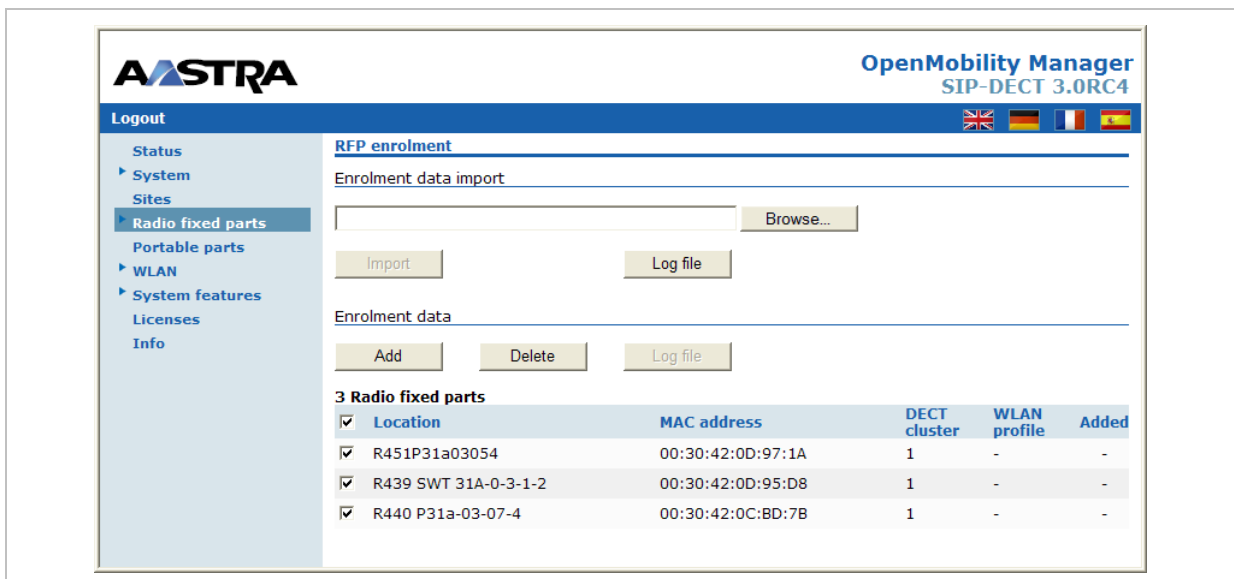 AASTRA
OpenMobility Manager
SIP-DECT 3.0RC4
Logout
Status
System
Sites
Radio fixed parts
Portable parts
WLAN
System features
Licenses
Info
RFP enrolment
Enrolment data import
Browse...
Import Log file
Enrolment data
Add Delete Log file
3 Radio fixed parts
Location MAC address DECT cluster WLAN profile Added
R451P31a03054 00:30:42:0D:97:1A 1 - -
R439 SWT 31A-0-3-1-2 00:30:42:0D:95:D8 1 - -
R440 P31a-03-07-4 00:30:42:0C:BD:7B 1 - -